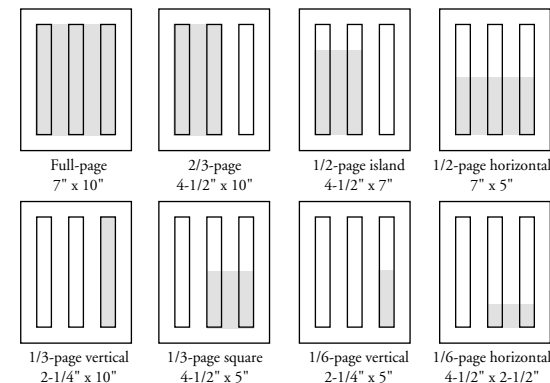 Full-page
7" x 10"
2/3-page
4-1/2" x 10"
1/2-page island
4-1/2" x 7"
1/2-page horizontal
7" x 5"
1/3-page vertical
2-1/4" x 10"
1/3-page square
4-1/2" x 5"
1/6-page vertical
2-1/4" x 5"
1/6-page horizontal
4-1/2" x 2-1/2"